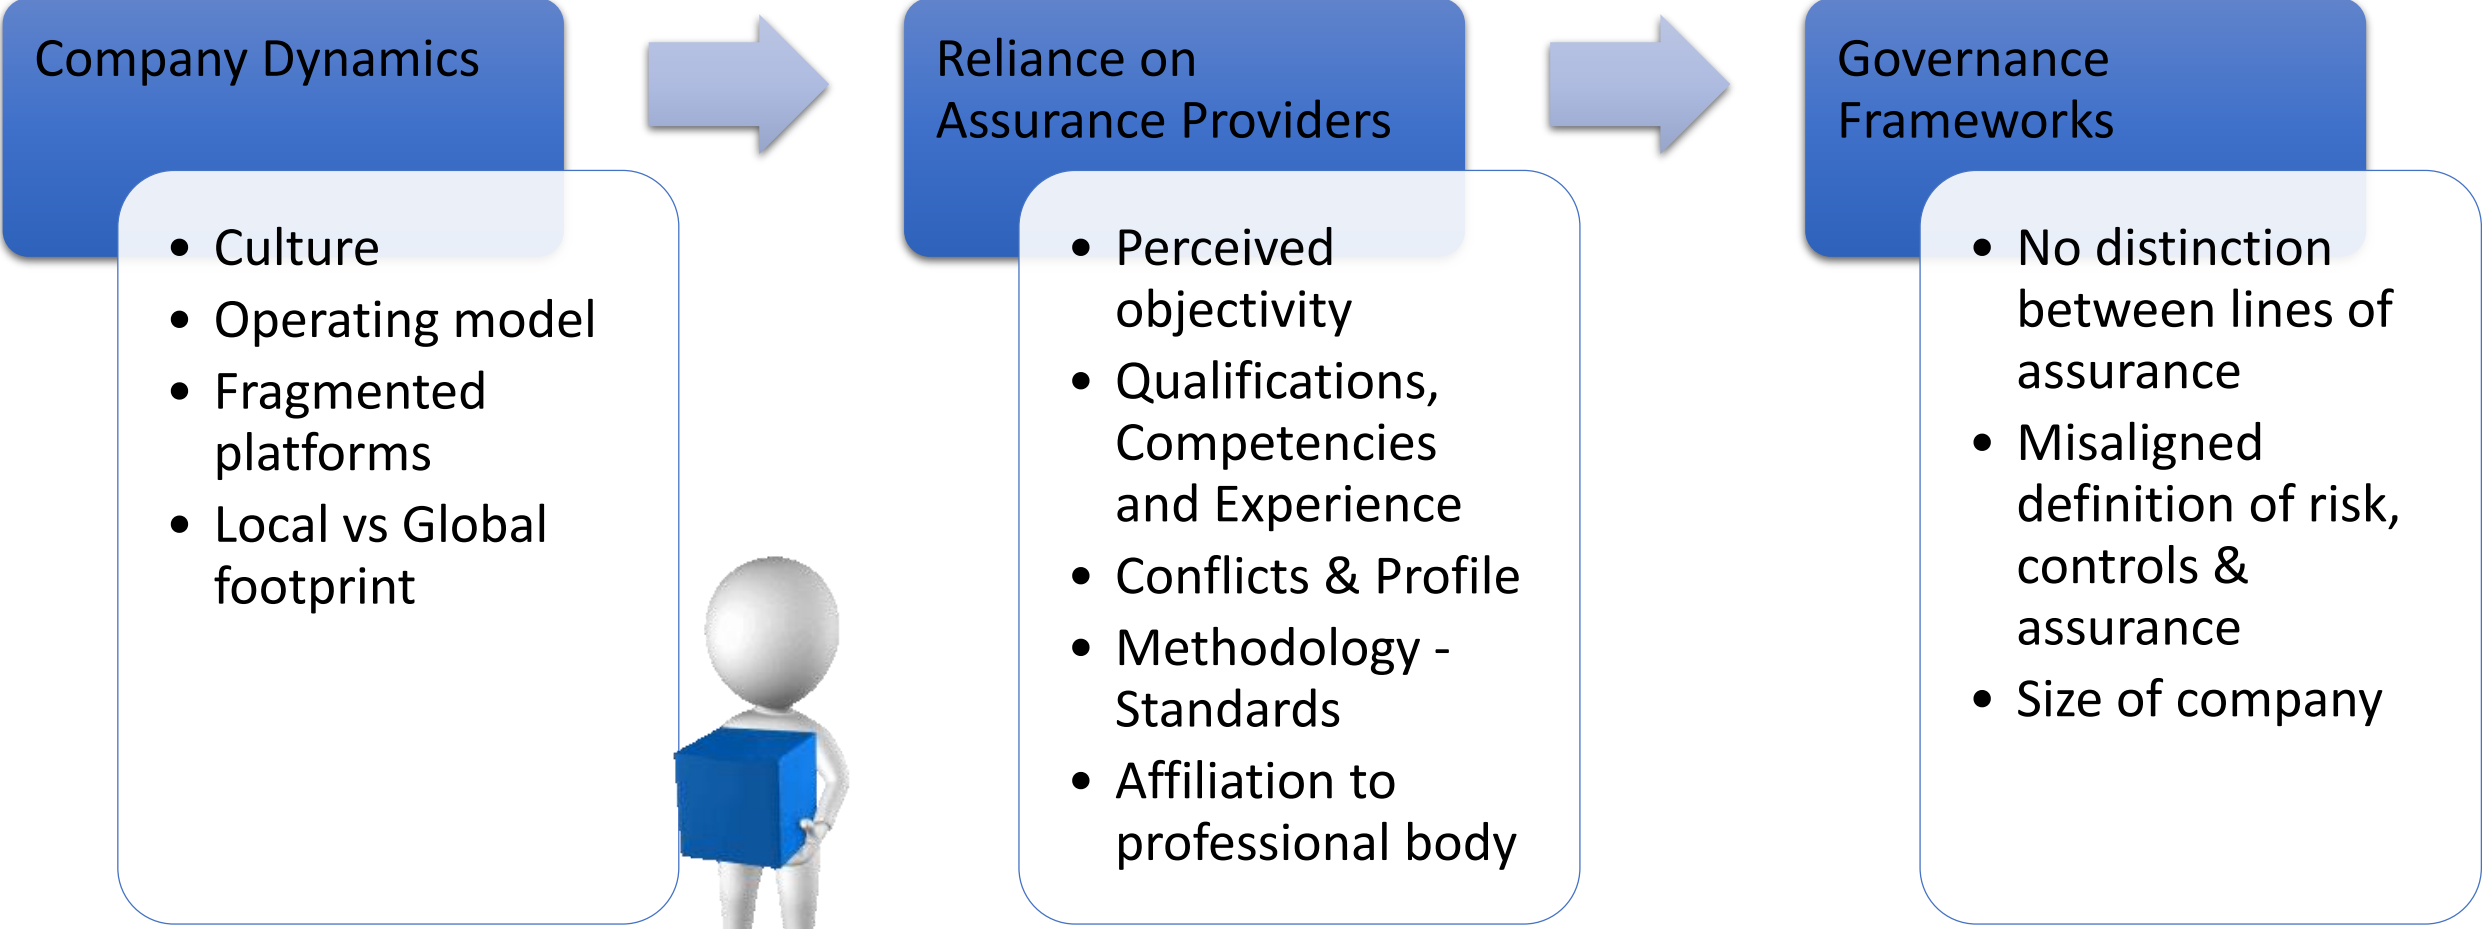 Company Dynamics
• Culture
• Operating model
• Fragmented
platforms
• Local vs Global
footprint
Reliance on
Assurance Providers
• Perceived
objectivity
• Qualifications,
Competencies
and Experience
• Conflicts & Profile
• Methodology -
Standards
• Affiliation to
professional body
Governance
Frameworks
• No distinction
between lines of
assurance
• Misaligned
definition of risk,
controls &
assurance
• Size of company